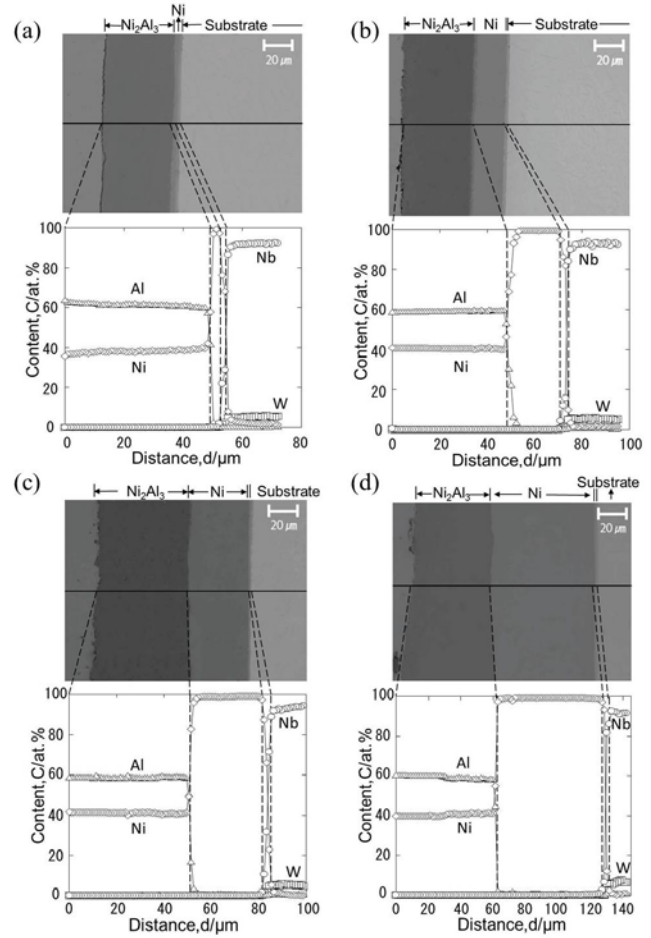 (a)
Ni
Ni₂Al₃
Substrate
20 μm
100
80
60
40
20
0
Content,C/at.%
Al
Ni
Nb
W
0 20 40 60 80
Distance,d/μm
(b)
Ni₂Al₃ Ni Substrate
20 μm
100
80
60
40
20
0
Content,C/at.%
Al
Ni
Nb
W
0 20 40 60 80 100
Distance,d/μm
(c)
Ni₂Al₃ Ni Substrate
20 μm
100
80
60
40
20
0
Content,C/at.%
Al
Ni
Nb
W
0 20 40 60 80 100
Distance,d/μm
(d)
Substrate
Ni₂Al₃ Ni
20 μm
100
80
60
40
20
0
Content,C/at.%
Al
Ni
Nb
W
0 20 40 60 80 100 120 140
Distance,d/μm